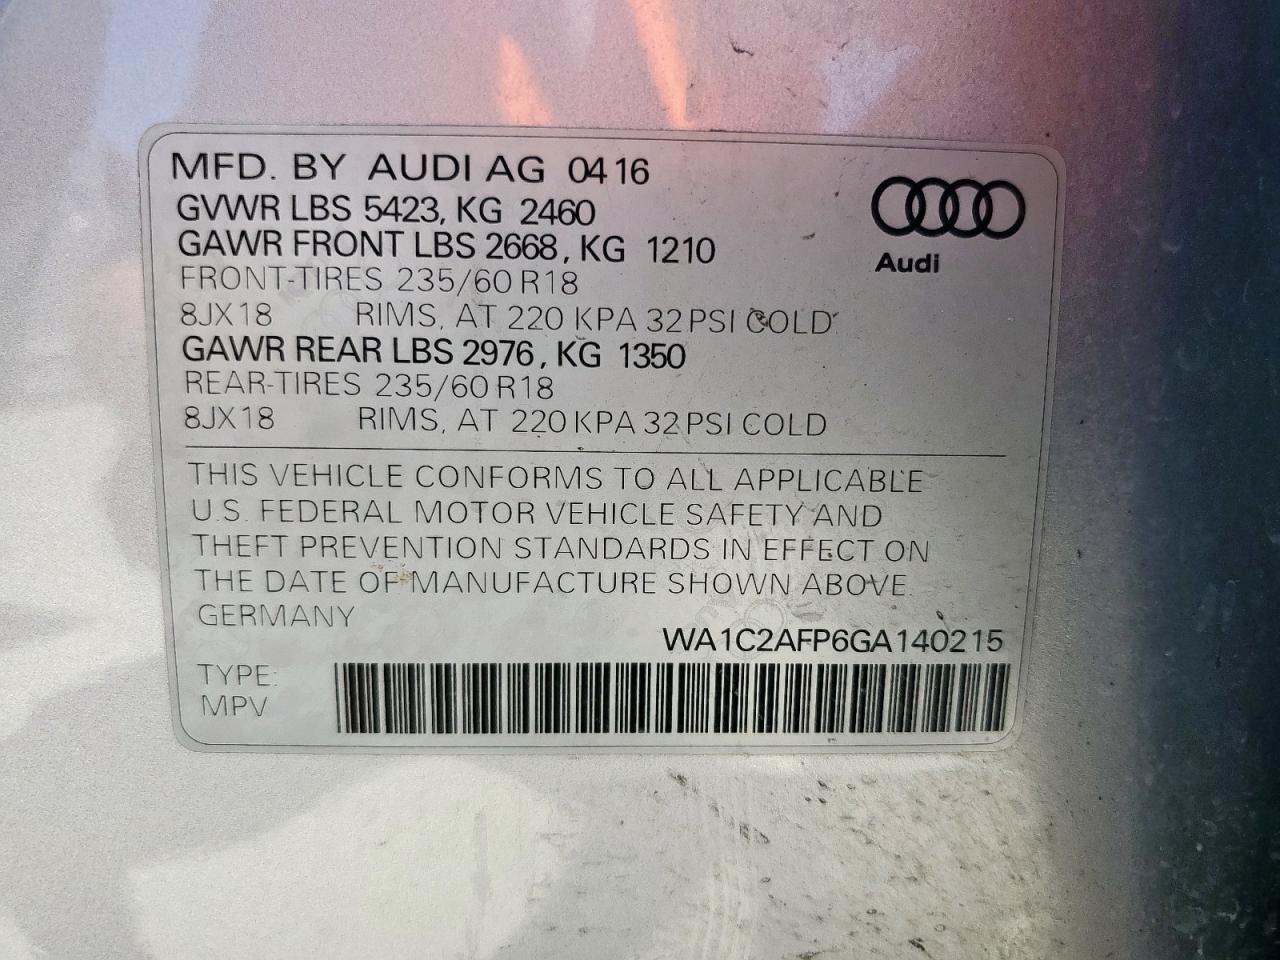 MFD. BY AUDI AG 04 16
GVWR LBS 5423, KG 2460
GAWR FRONT LBS 2668, KG 1210
FRONT-TIRES 235/60 R18
8JX18 RIMS, AT 220 KPA 32 PSI COLD
GAWR REAR LBS 2976, KG 1350
REAR-TIRES 235/60 R18
8JX18 RIMS, AT 220 KPA 32 PSI COLD
Audi
THIS VEHICLE CONFORMS TO ALL APPLICABLE
U.S. FEDERAL MOTOR VEHICLE SAFETY AND
THEFT PREVENTION STANDARDS IN EFFECT ON
THE DATE OF MANUFACTURE SHOWN ABOVE.
GERMANY
WA1C2AFP6GA140215
TYPE:
MPV